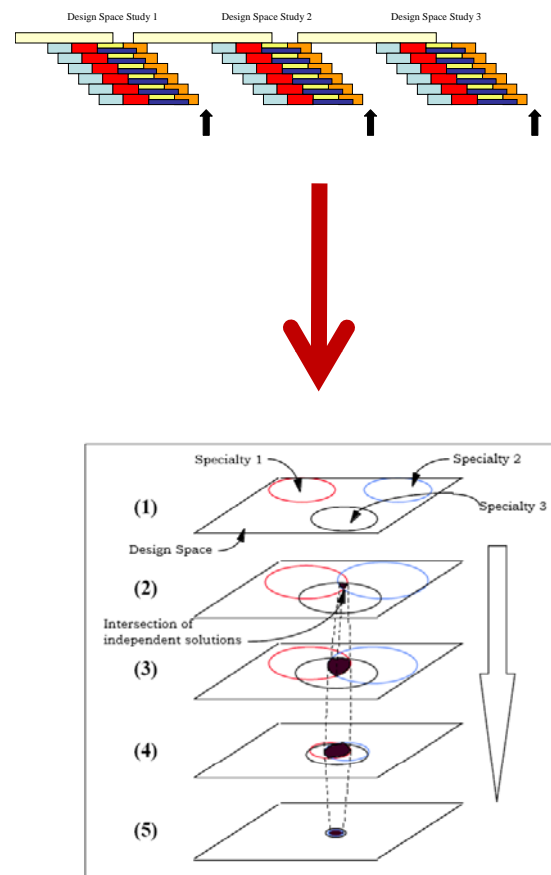 Design Space Study 1
Design Space Study 2
Design Space Study 3
Specialty 1
Specialty 2
(1)
Specialty 3
Design Space
(2)
Intersection of
independent solutions
(3)
(4)
(5)